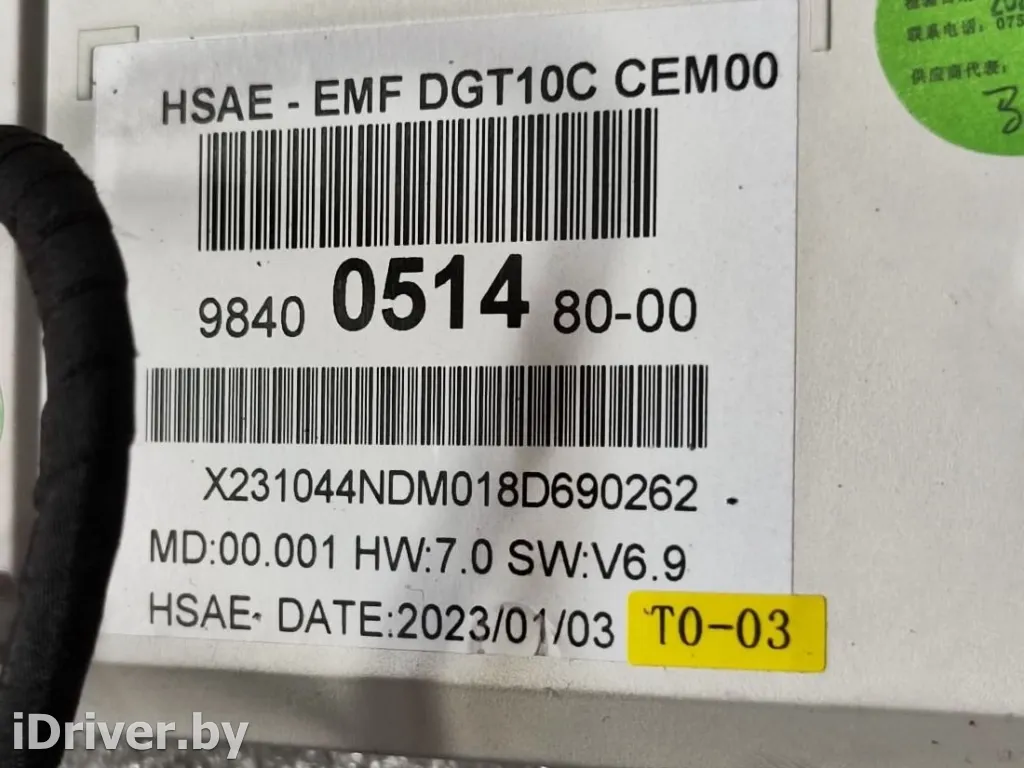 联系电话: 075
供应商代表:
HSAE - EMF DGT10C CEM00
9840 0514 80-00
X231044NDM018D690262
MD:00.001 HW:7.0 SW:V6.9
HSAE- DATE:2023/01/03
T0-03
iDriver.by